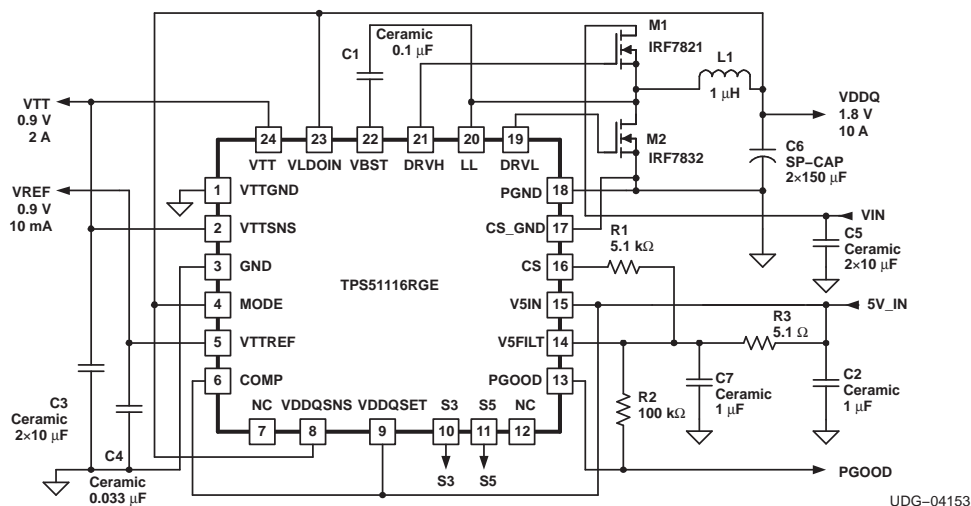 M1
IRF7821
Ceramic
0.1 µF
C1
L1
1 µH
VTT
0.9 V
2 A
VDDQ
1.8 V
10 A
24
23
22
21
20
19
VTT
VLDOIN
VBST
DRVH
LL
DRVL
M2
IRF7832
C6
SP−CAP
2×150 µF
VREF
0.9 V
10 mA
1
VTTGND
PGND
18
2
VTTSNS
CS_GND
17
VIN
R1
5.1 kΩ
C5
Ceramic
2×10 µF
3
GND
TPS51116RGE
CS
16
4
MODE
V5IN
15
5V_IN
R3
5.1 Ω
5
VTTREF
V5FILT
14
6
COMP
PGOOD
13
C7
Ceramic
1 µF
C2
Ceramic
1 µF
R2
100 kΩ
C3
Ceramic
2×10 µF
NC
VDDQSNS
VDDQSET
S3
S5
NC
7
8
9
10
11
12
C4
Ceramic
0.033 µF
S3
S5
PGOOD
UDG−04153